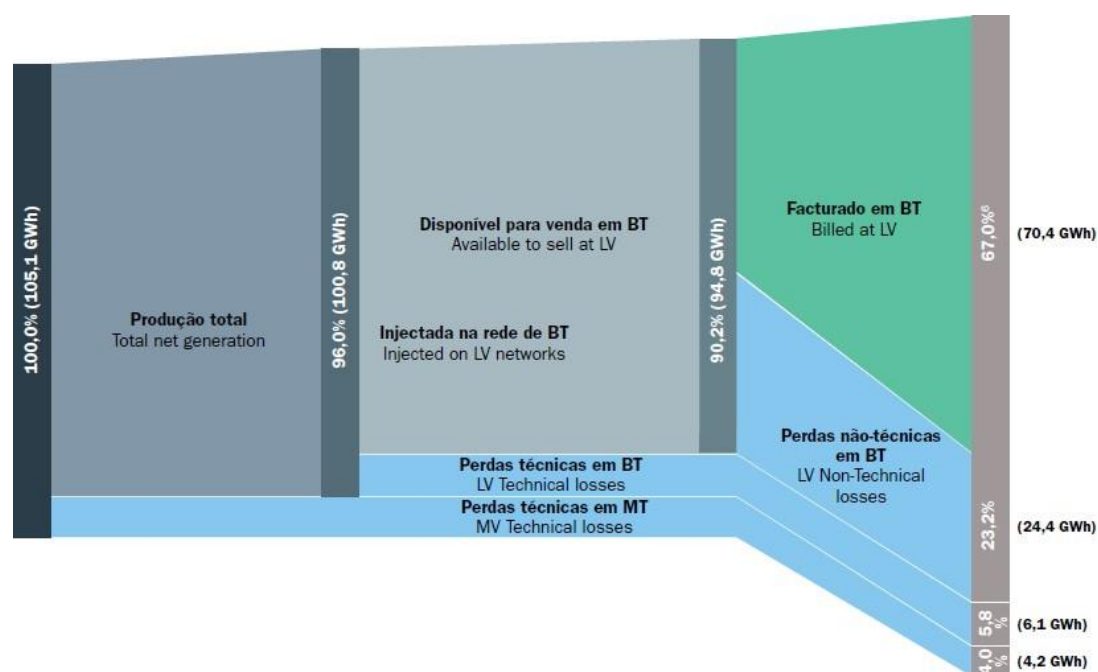 100,0% (105,1 GWh)
Produção total
Total net generation
96,0% (100,8 GWh)
Disponível para venda em BT
Available to sell at LV
Injectada na rede de BT
Injected on LV networks
Perdas técnicas em BT
LV Technical losses
Perdas técnicas em MT
MV Technical losses
90,2% (94,8 GWh)
Facturado em BT
Billed at LV
Perdas não-técnicas
em BT
LV Non-Technical
losses
67,0%⁶
(70,4 GWh)
23,2%
(24,4 GWh)
5,8
%
(6,1 GWh)
4,0
%
(4,2 GWh)